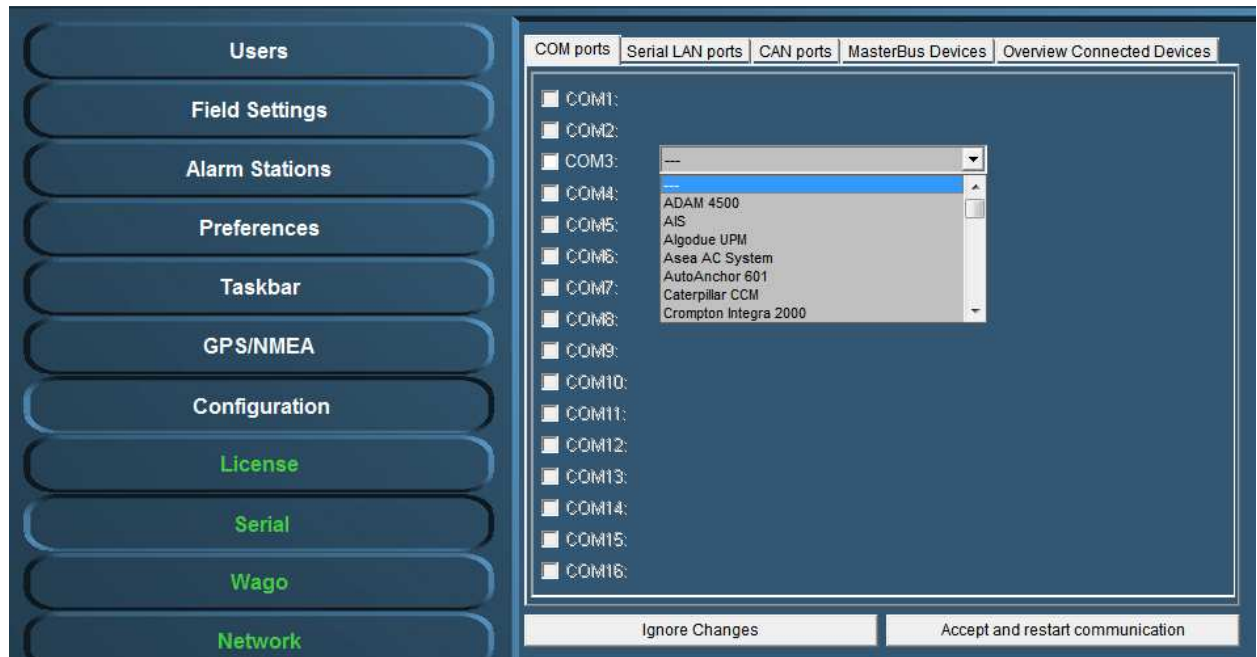 Users
Field Settings
Alarm Stations
Preferences
Taskbar
GPS/NMEA
Configuration
License
Serial
Wago
Network
COM ports
Serial LAN ports
CAN ports
MasterBus Devices
Overview Connected Devices
COM1:
COM2:
COM3: ---
---
ADAM 4500
AIS
Algodue UPM
Asea AC System
AutoAnchor 601
Caterpillar CCM
Crompton Integra 2000
COM4:
COM5:
COM6:
COM7:
COM8:
COM9:
COM10:
COM11:
COM12:
COM13:
COM14:
COM15:
COM16:
Ignore Changes
Accept and restart communication